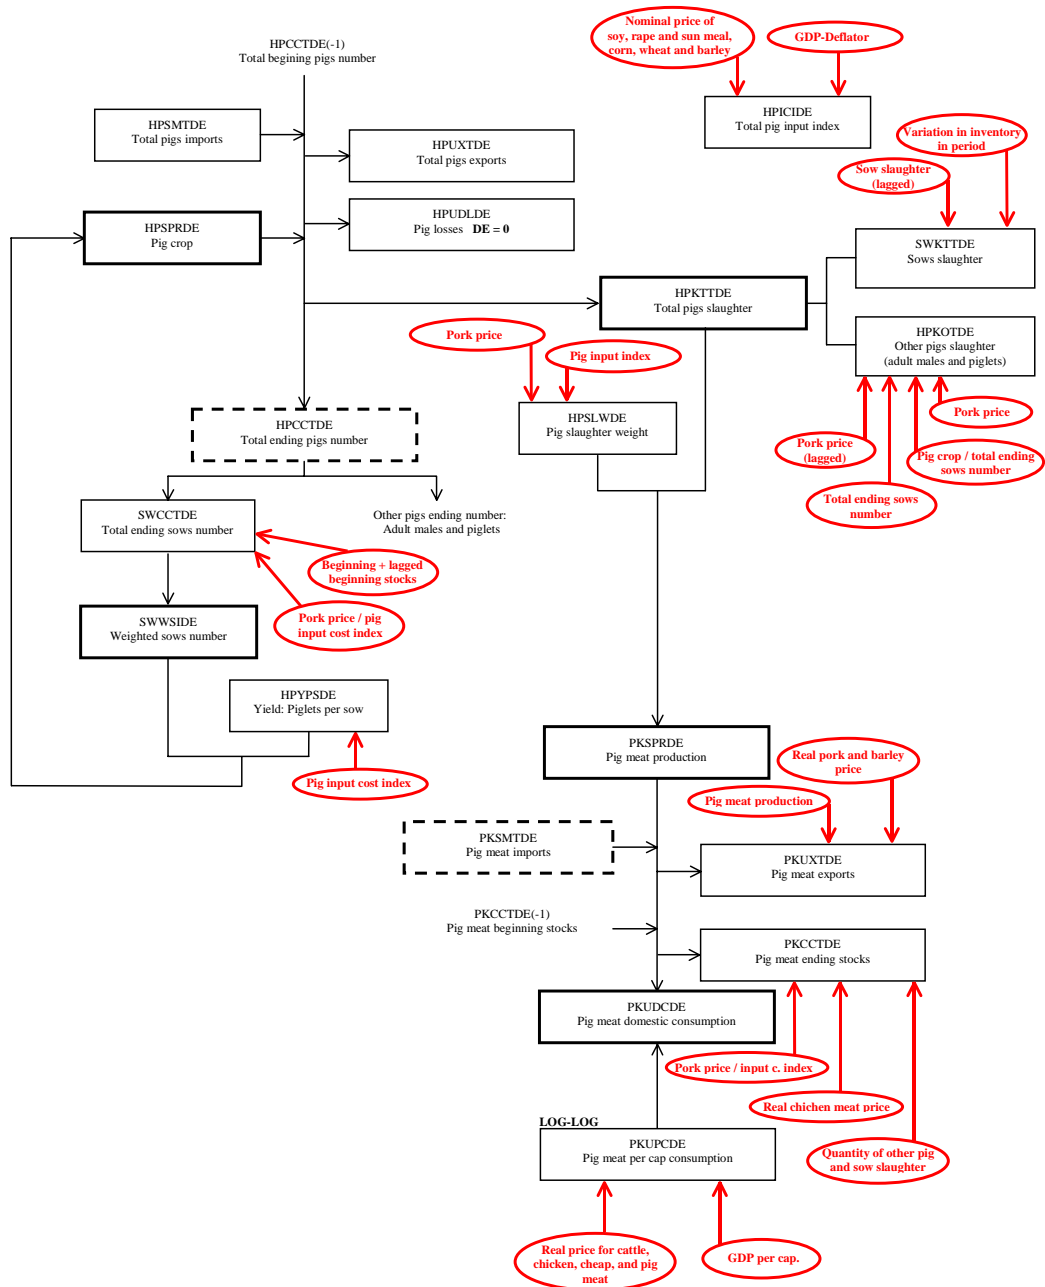 HPCCTDE(-1)
Total begining pigs number
Nominal price of
soy, rape and sun meal,
corn, wheat and barley
GDP-Deflator
HPICIDE
Total pig input index
HPSMTDE
Total pigs imports
HPUXTDE
Total pigs exports
Variation in inventory
in period
Sow slaughter
(lagged)
HPSPRDE
Pig crop
HPUDLDE
Pig losses DE = 0
SWKTTDE
Sows slaughter
HPKTTDE
Total pigs slaughter
HPKOTDE
Other pigs slaughter
(adult males and piglets)
Pork price
Pig input index
HPSLWDE
Pig slaughter weight
Pork price
Pork price
(lagged)
Pig crop / total ending
sows number
Total ending sows
number
HPCCTDE
Total ending pigs number
SWCCTDE
Total ending sows number
Other pigs ending number:
Adult males and piglets
Beginning + lagged
beginning stocks
Pork price / pig
input cost index
SWWSIDE
Weighted sows number
HPYPSDE
Yield: Piglets per sow
Pig input cost index
PKSPRDE
Pig meat production
Real pork and barley
price
Pig meat production
PKSMTDE
Pig meat imports
PKUXTDE
Pig meat exports
PKCCTDE(-1)
Pig meat beginning stocks
PKCCTDE
Pig meat ending stocks
PKUDCDE
Pig meat domestic consumption
Pork price / input c. index
Real chichen meat price
Quantity of other pig
and sow slaughter
LOG-LOG
PKUPCDE
Pig meat per cap consumption
Real price for cattle,
chicken, cheap, and pig
meat
GDP per cap.